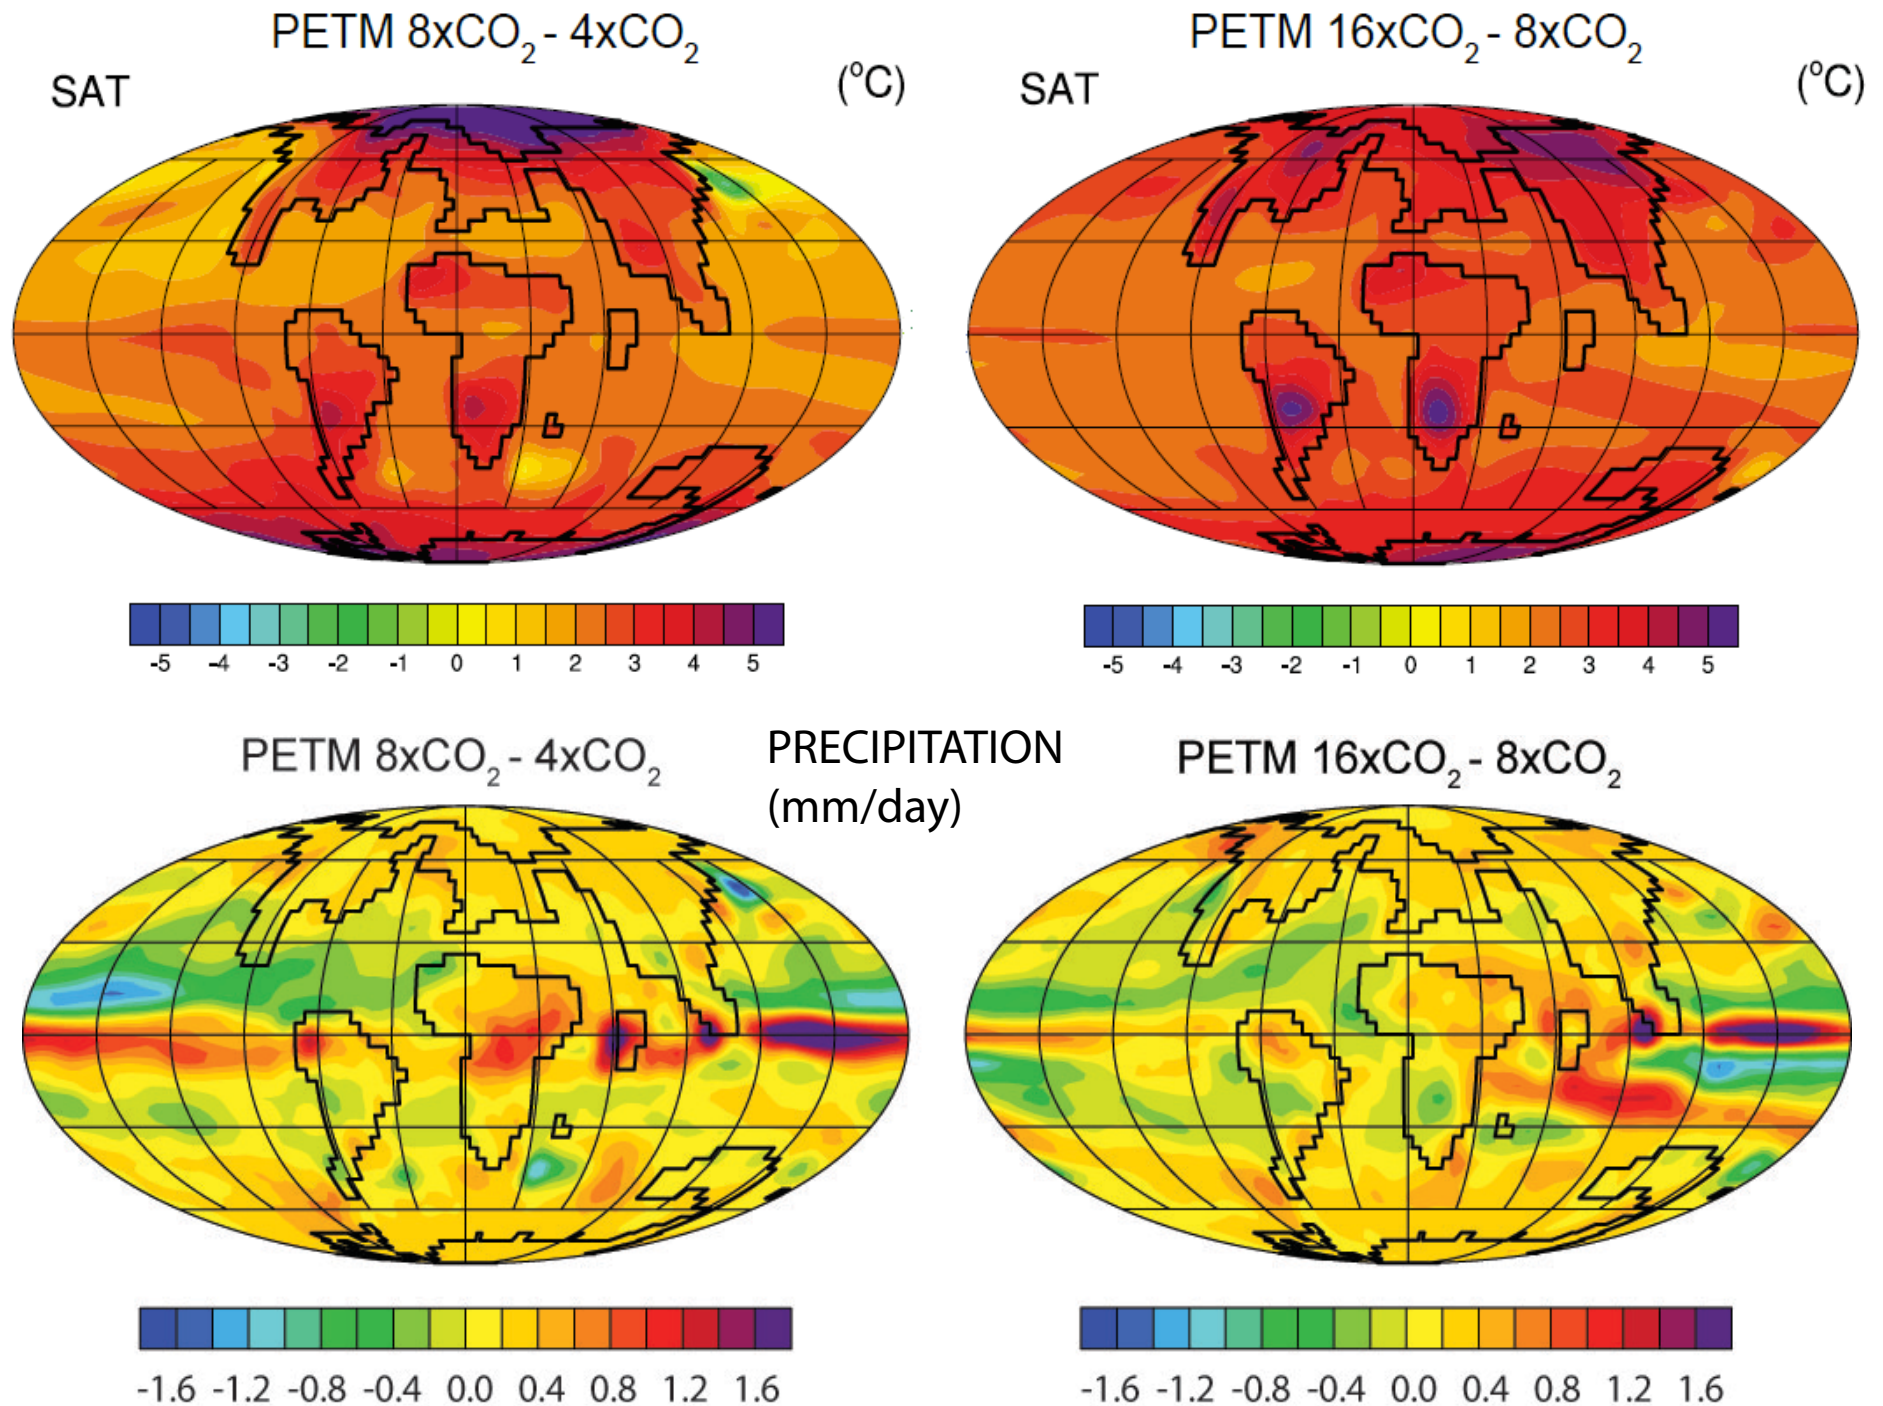 PETM 8xCO2 - 4xCO2
SAT
(°C)
-5 -4 -3 -2 -1 0 1 2 3 4 5
PETM 16xCO2 - 8xCO2
SAT
(°C)
-5 -4 -3 -2 -1 0 1 2 3 4 5
PRECIPITATION
(mm/day)
PETM 8xCO2 - 4xCO2
-1.6 -1.2 -0.8 -0.4 0.0 0.4 0.8 1.2 1.6
PETM 16xCO2 - 8xCO2
-1.6 -1.2 -0.8 -0.4 0.0 0.4 0.8 1.2 1.6